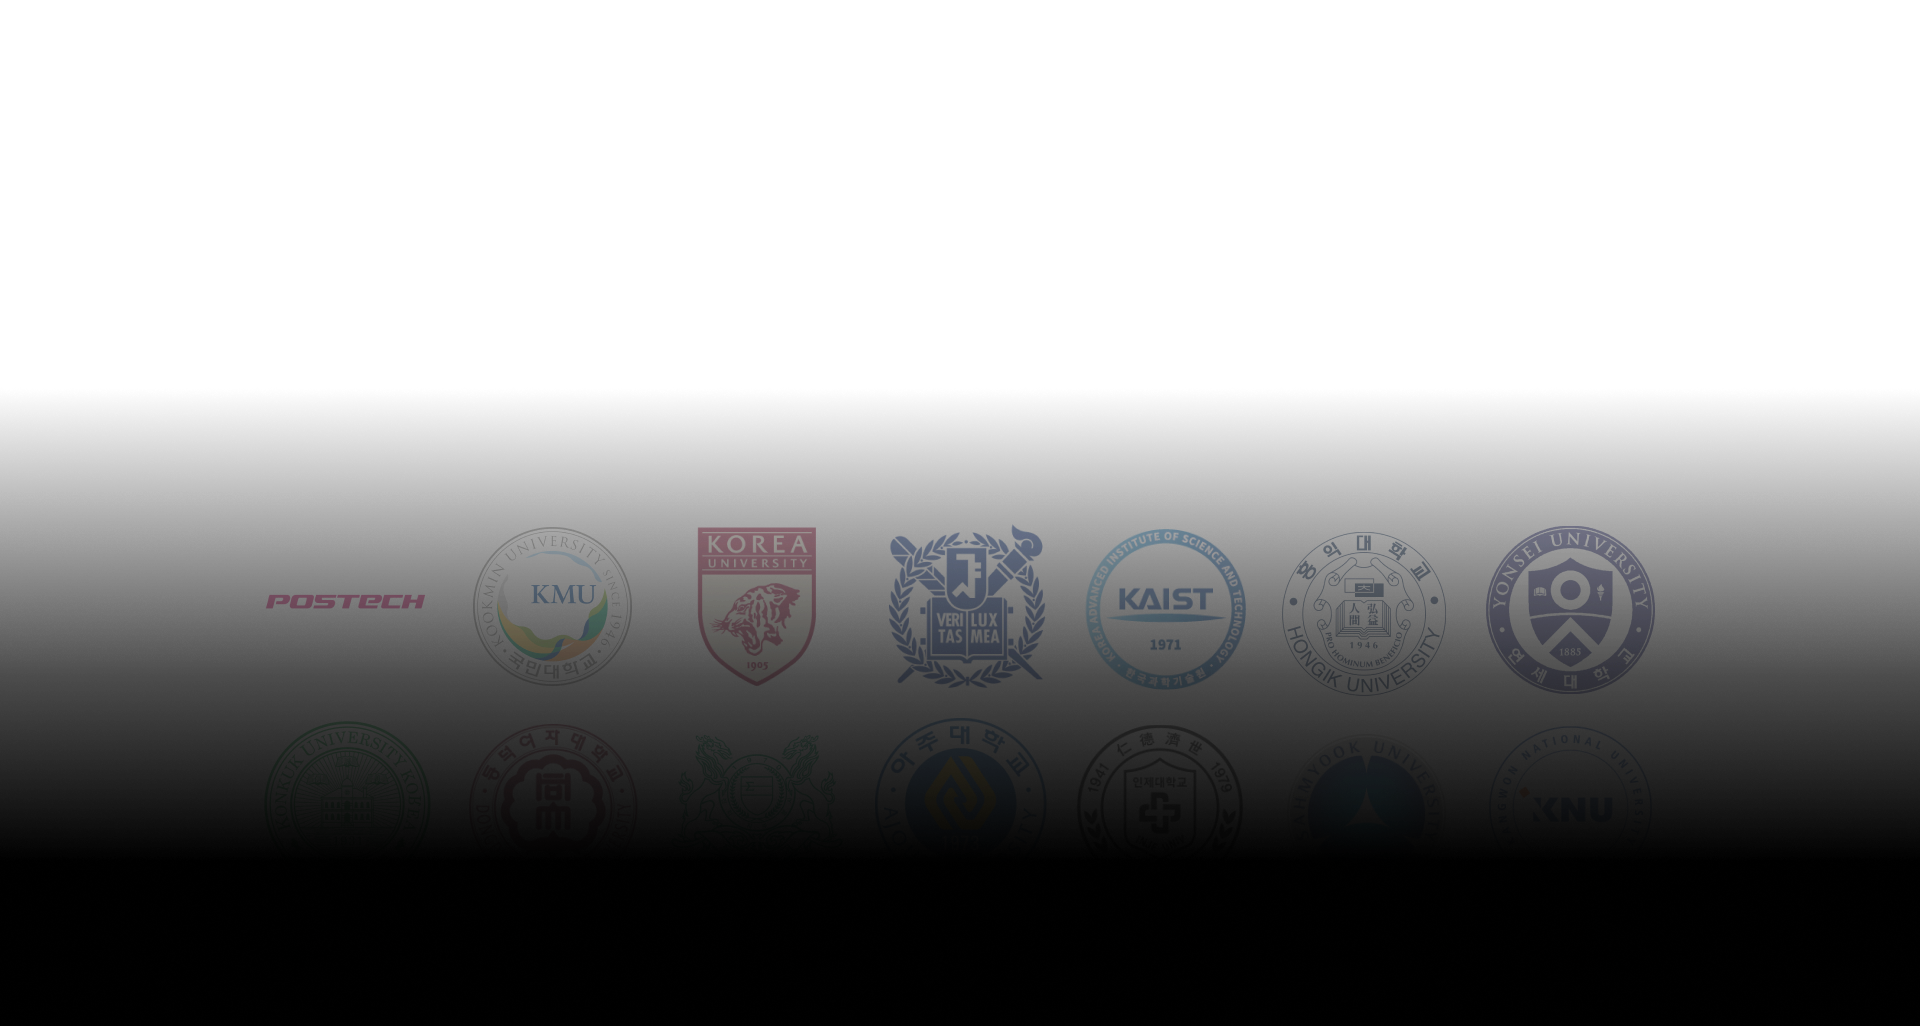 POSTECH
KOOKMIN UNIVERSITY SINCE 1946
KMU
국민대학교
KOREA
UNIVERSITY
1905
VERI LUX
TAS MEA
KOREA ADVANCED INSTITUTE OF SCIENCE AND TECHNOLOGY
KAIST
1971
한국과학기술원
홍익대학교
人 弘
間 益
PRO HOMINUM BENEFICIO
1946
HONGIK UNIVERSITY
YONSEI UNIVERSITY
1885
연세대학교
KONKUK UNIVERSITY KOREA
동덕여자대학교
아주대학교
仁德濟世
1941
1979
인제대학교
SAHMYOOK UNIVERSITY
KANGWON NATIONAL UNIVERSITY
KNU